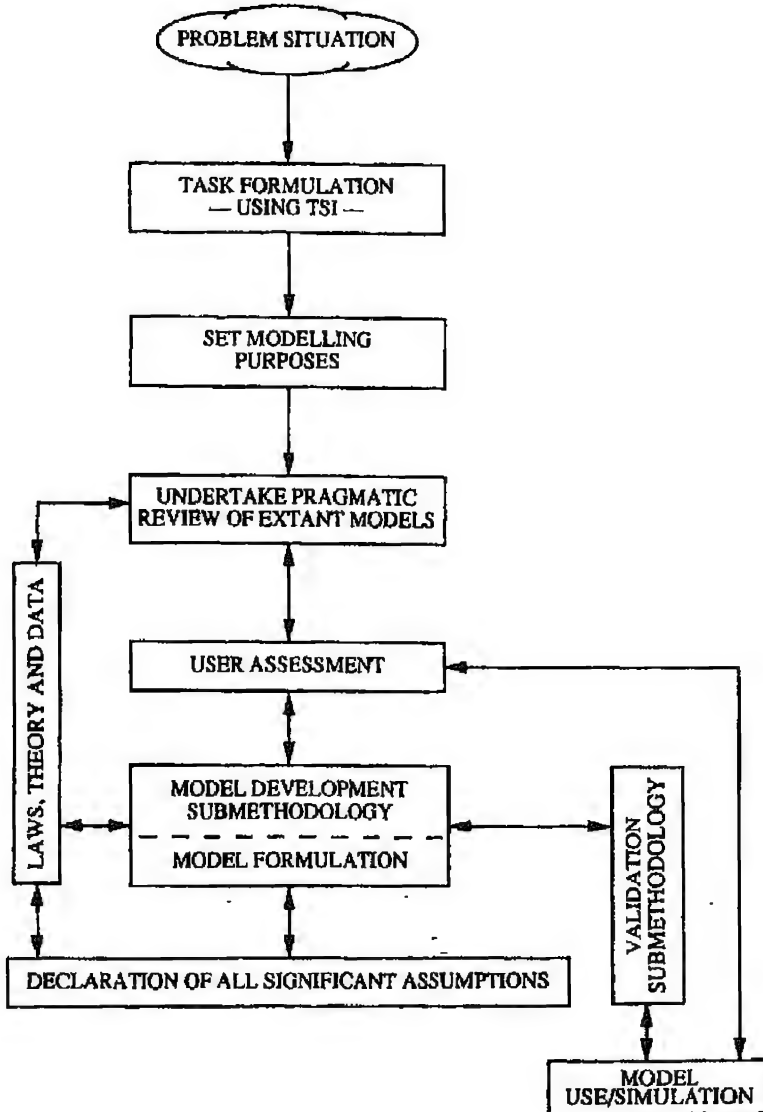 PROBLEM SITUATION
TASK FORMULATION
— USING TSI —
SET MODELLING
PURPOSES
UNDERTAKE PRAGMATIC
REVIEW OF EXTANT MODELS
LAWS, THEORY AND DATA
USER ASSESSMENT
MODEL DEVELOPMENT
SUBMETHODOLOGY
MODEL FORMULATION
VALIDATION
SUBMETHODOLOGY
DECLARATION OF ALL SIGNIFICANT ASSUMPTIONS
MODEL
USE/SIMULATION